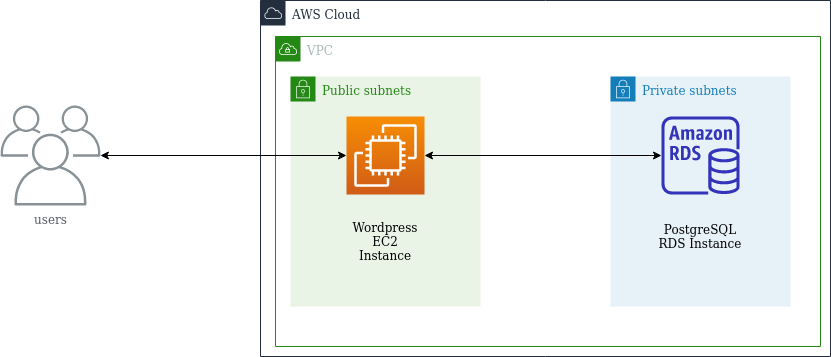 AWS Cloud
VPC
Public subnets
Private subnets
Amazon
RDS
users
Wordpress
EC2
Instance
PostgreSQL
RDS Instance